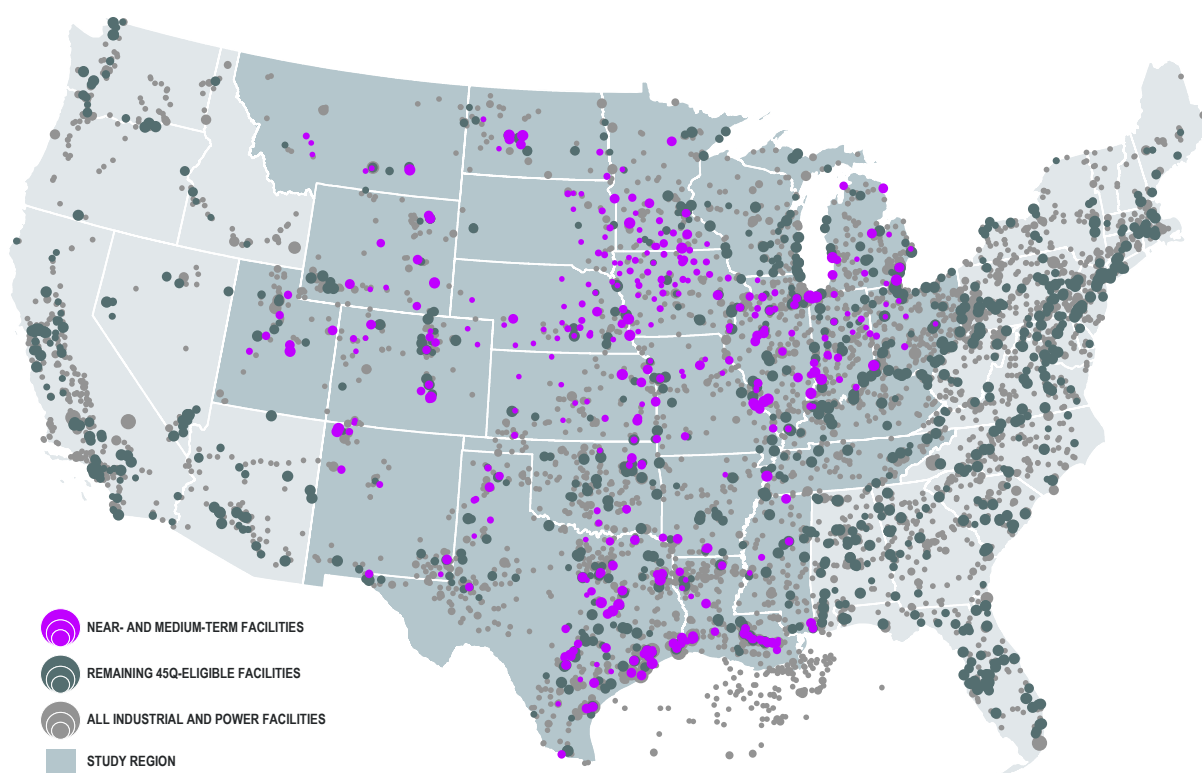 NEAR- AND MEDIUM-TERM FACILITIES
REMAINING 45Q-ELIGIBLE FACILITIES
ALL INDUSTRIAL AND POWER FACILITIES
STUDY REGION